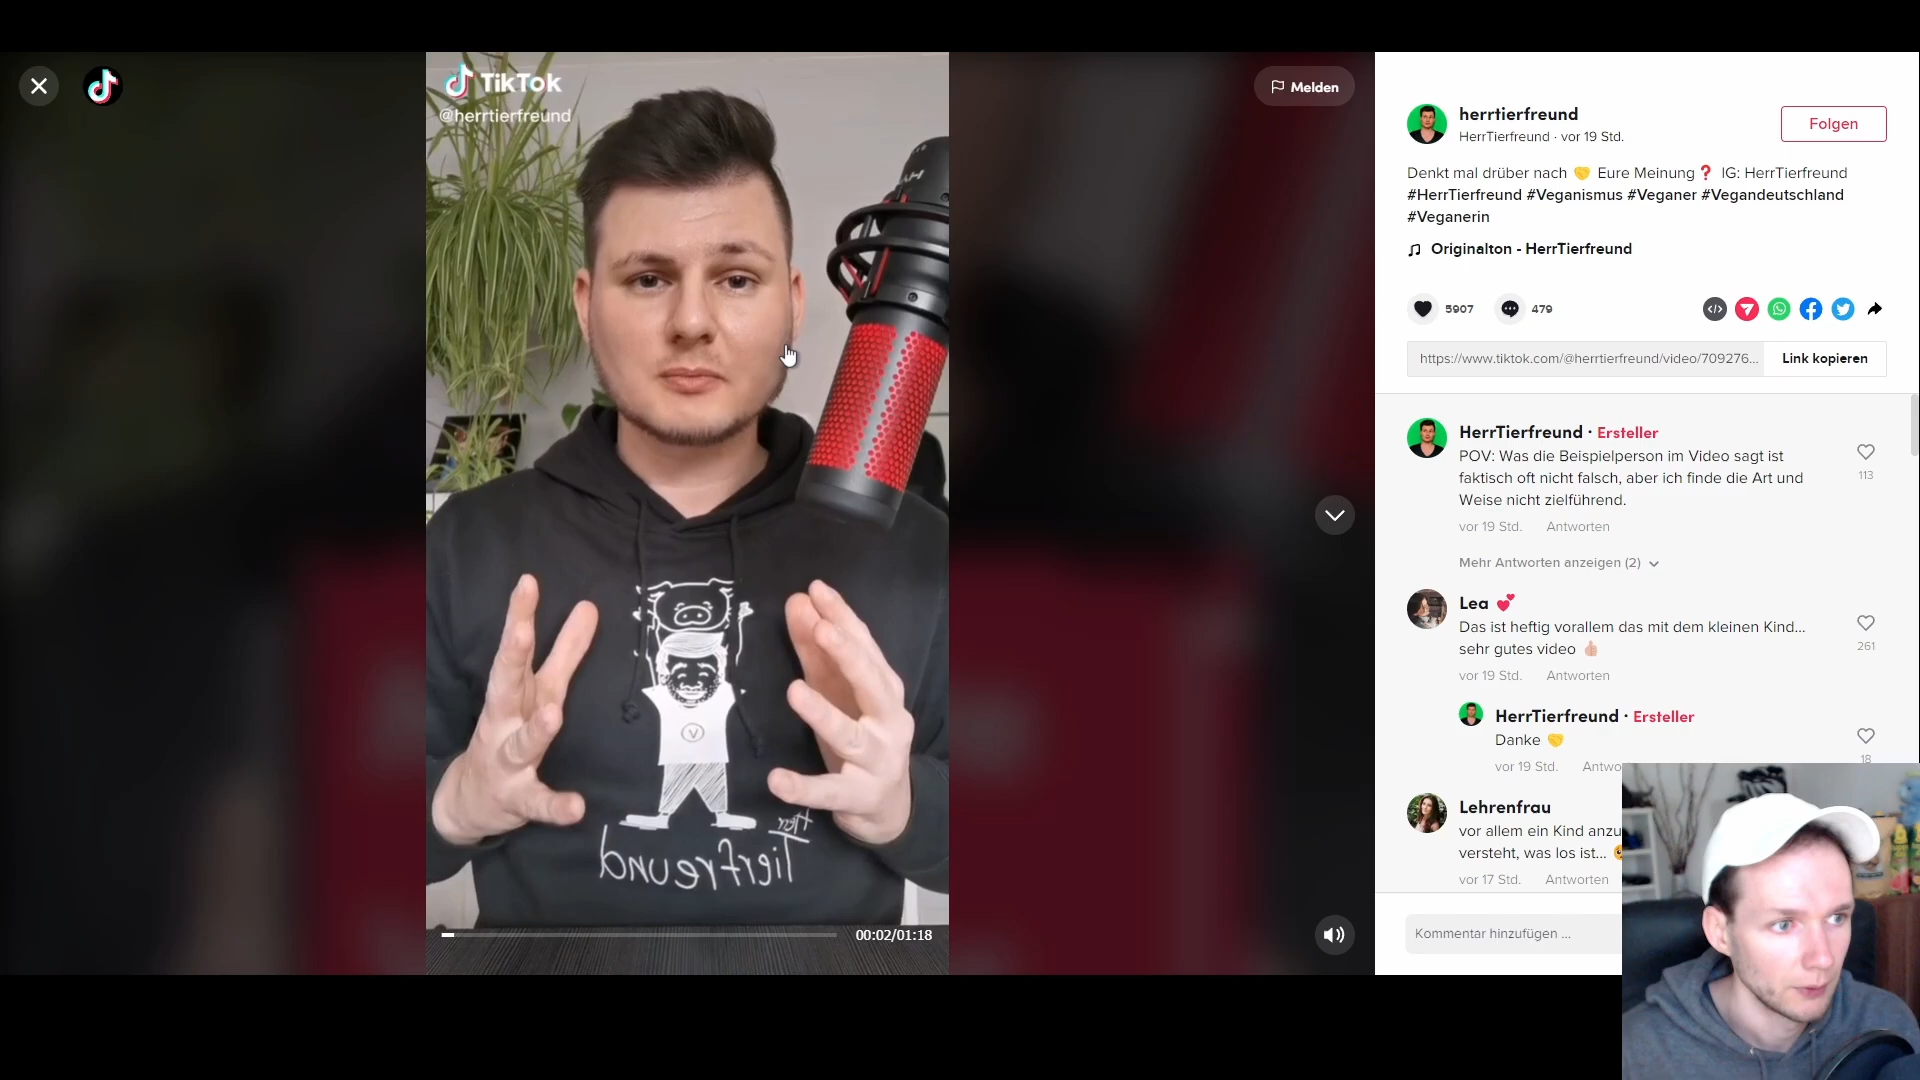 TikTok
@herrtierfreund
Melden
Herr
Tierfreund
00:02/01:18
herrtierfreund
HerrTierfreund · vor 19 Std.
Folgen
Denkt mal drüber nach 🤝 Eure Meinung❓ IG: HerrTierfreund
#HerrTierfreund #Veganismus #Veganer #Vegandeutschland
#Veganerin
Originalton - HerrTierfreund
5907
479
https://www.tiktok.com/@herrtierfreund/video/709276...
Link kopieren
HerrTierfreund · Ersteller
POV: Was die Beispielperson im Video sagt ist
faktisch oft nicht falsch, aber ich finde die Art und
Weise nicht zielführend.
113
vor 19 Std. Antworten
Mehr Antworten anzeigen (2)
Lea 💕
Das ist heftig vorallem das mit dem kleinen Kind...
sehr gutes video 👍🏻
261
vor 19 Std. Antworten
HerrTierfreund · Ersteller
Danke 🤝
18
vor 19 Std. Antwo
Lehrenfrau
vor allem ein Kind anzu
versteht, was los ist...
vor 17 Std. Antworten
Kommentar hinzufügen ...